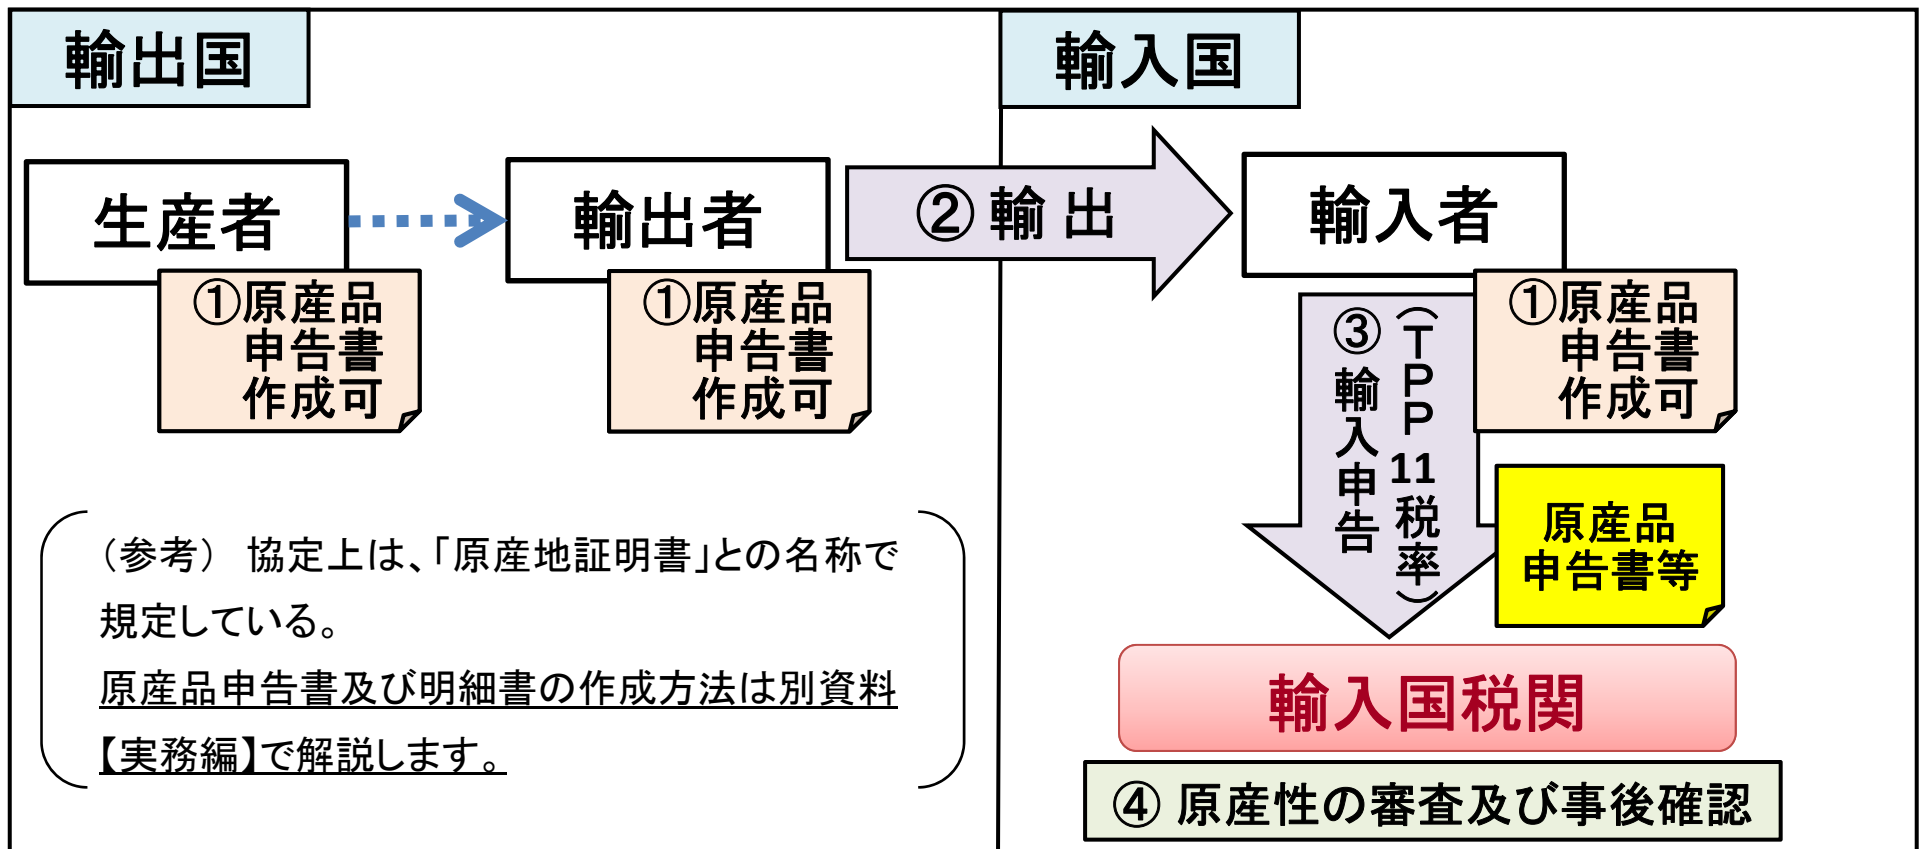 輸出国
輸入国
生産者
輸出者
② 輸 出
輸入者
①原産品
申告書
作成可
①原産品
申告書
作成可
①原産品
申告書
作成可
③輸入申告
（ＴＰＰ11税率）
原産品
申告書等
（参考） 協定上は、「原産地証明書」との名称で
規定している。
原産品申告書及び明細書の作成方法は別資料
【実務編】で解説します。
輸入国税関
④ 原産性の審査及び事後確認